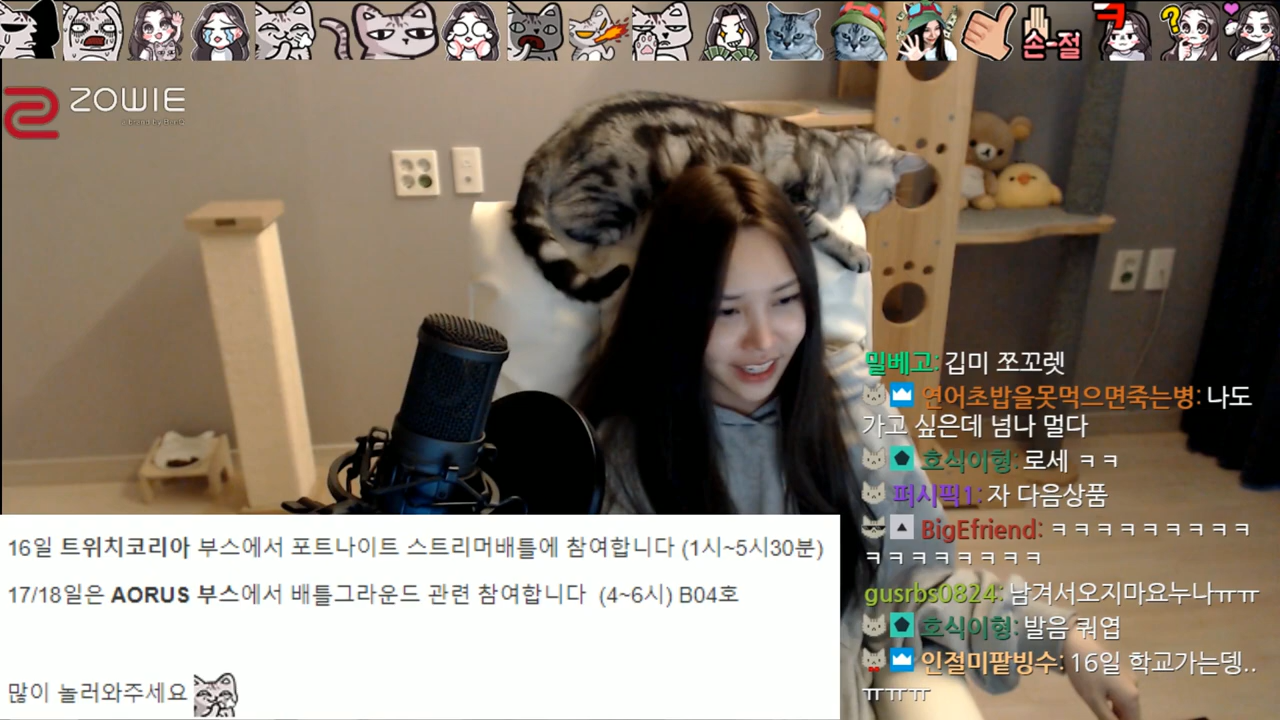 ㅋ
?
손-절
ZOWIE
밀베고: 깁미 쪼꼬렛
연어초밥을못먹으면죽는병: 나도
가고 싶은데 넘나 멀다
호식이형: 로세 ㅋㅋ
퍼시픽1: 자 다음상품
BigEfriend: ㅋㅋㅋㅋㅋㅋㅋㅋㅋ
ㅋㅋㅋㅋㅋㅋㅋㅋ
gusrbs0824: 남겨서오지마요누나ㅠㅠ
호식이형: 발음 쿼엽
인절미팥빙수: 16일 학교가는뎅..
ㅠㅠㅠ
16일 트위치코리아 부스에서 포트나이트 스트리머배틀에 참여합니다 (1시~5시30분)
17/18일은 AORUS 부스에서 배틀그라운드 관련 참여합니다 (4~6시) B04호
많이 놀러와주세요